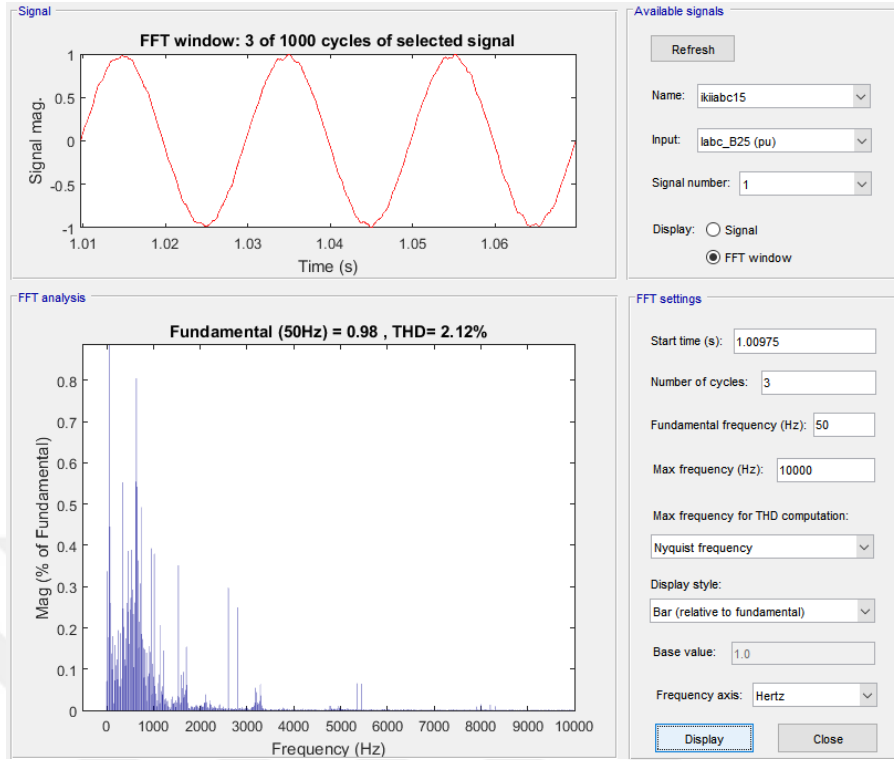 Signal
FFT window: 3 of 1000 cycles of selected signal
1
0.5
0
-0.5
-1
Signal mag.
1.01 1.02 1.03 1.04 1.05 1.06
Time (s)
Available signals
Refresh
Name: ikiiabc15
Input: Iabc_B25 (pu)
Signal number: 1
Display: Signal
FFT window
FFT analysis
Fundamental (50Hz) = 0.98 , THD= 2.12%
0.8
0.7
0.6
0.5
0.4
0.3
0.2
0.1
0
Mag (% of Fundamental)
0 1000 2000 3000 4000 5000 6000 7000 8000 9000 10000
Frequency (Hz)
FFT settings
Start time (s): 1.00975
Number of cycles: 3
Fundamental frequency (Hz): 50
Max frequency (Hz): 10000
Max frequency for THD computation:
Nyquist frequency
Display style:
Bar (relative to fundamental)
Base value: 1.0
Frequency axis: Hertz
Display Close